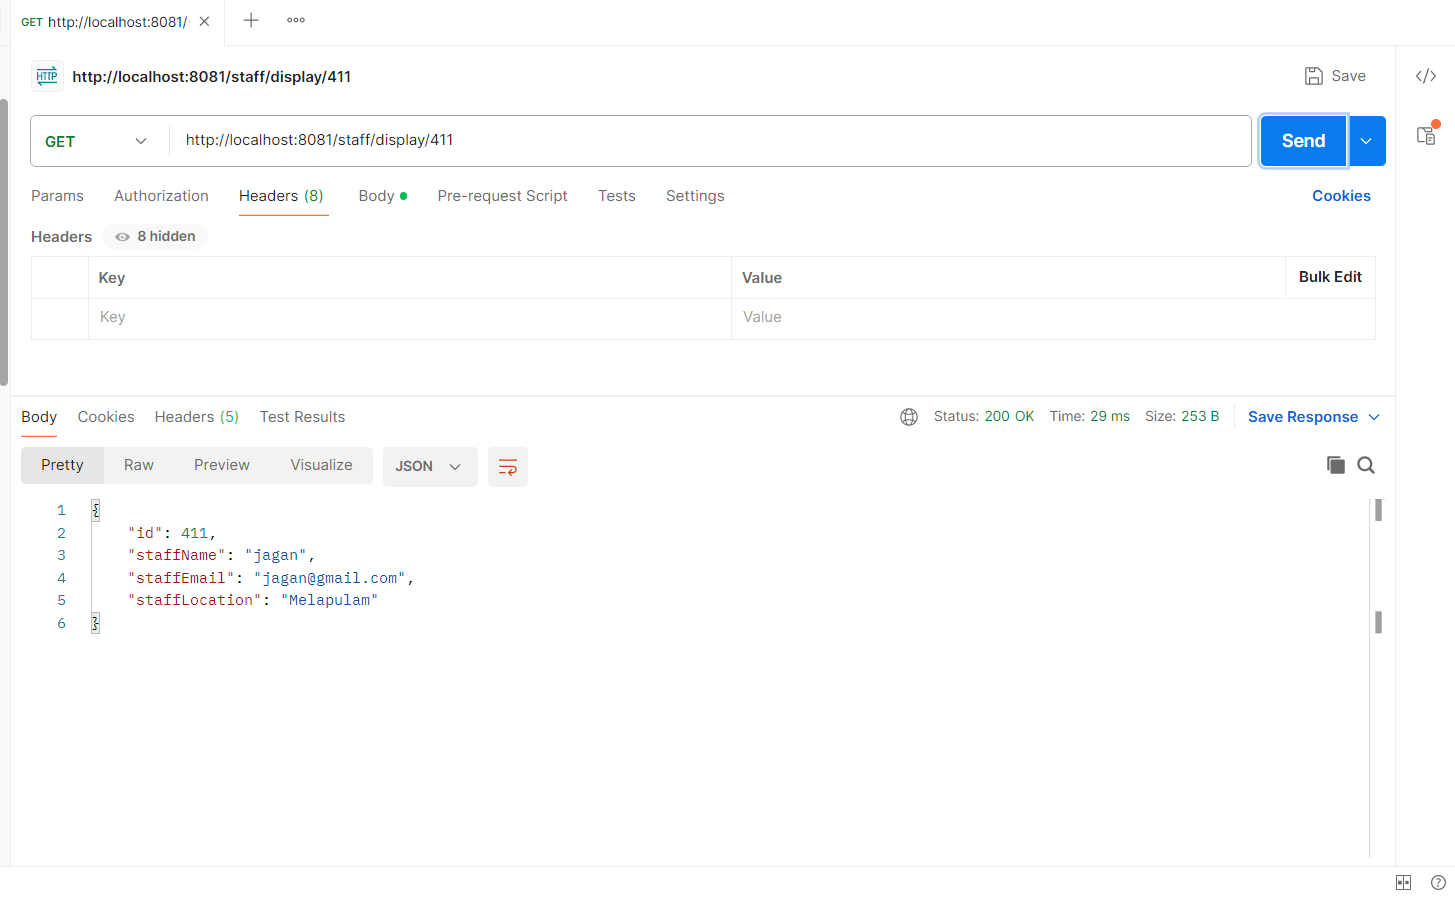 GET http://localhost:8081/
HTTP http://localhost:8081/staff/display/411 Save </>
GET http://localhost:8081/staff/display/411 Send
Params Authorization Headers (8) Body Pre-request Script Tests Settings Cookies
Headers 8 hidden
Key Value Bulk Edit
Key Value
Body Cookies Headers (5) Test Results Status: 200 OK Time: 29 ms Size: 253 B Save Response
Pretty Raw Preview Visualize JSON
1 {
2 "id": 411,
3 "staffName": "jagan",
4 "staffEmail": "jagan@gmail.com",
5 "staffLocation": "Melapulam"
6 }